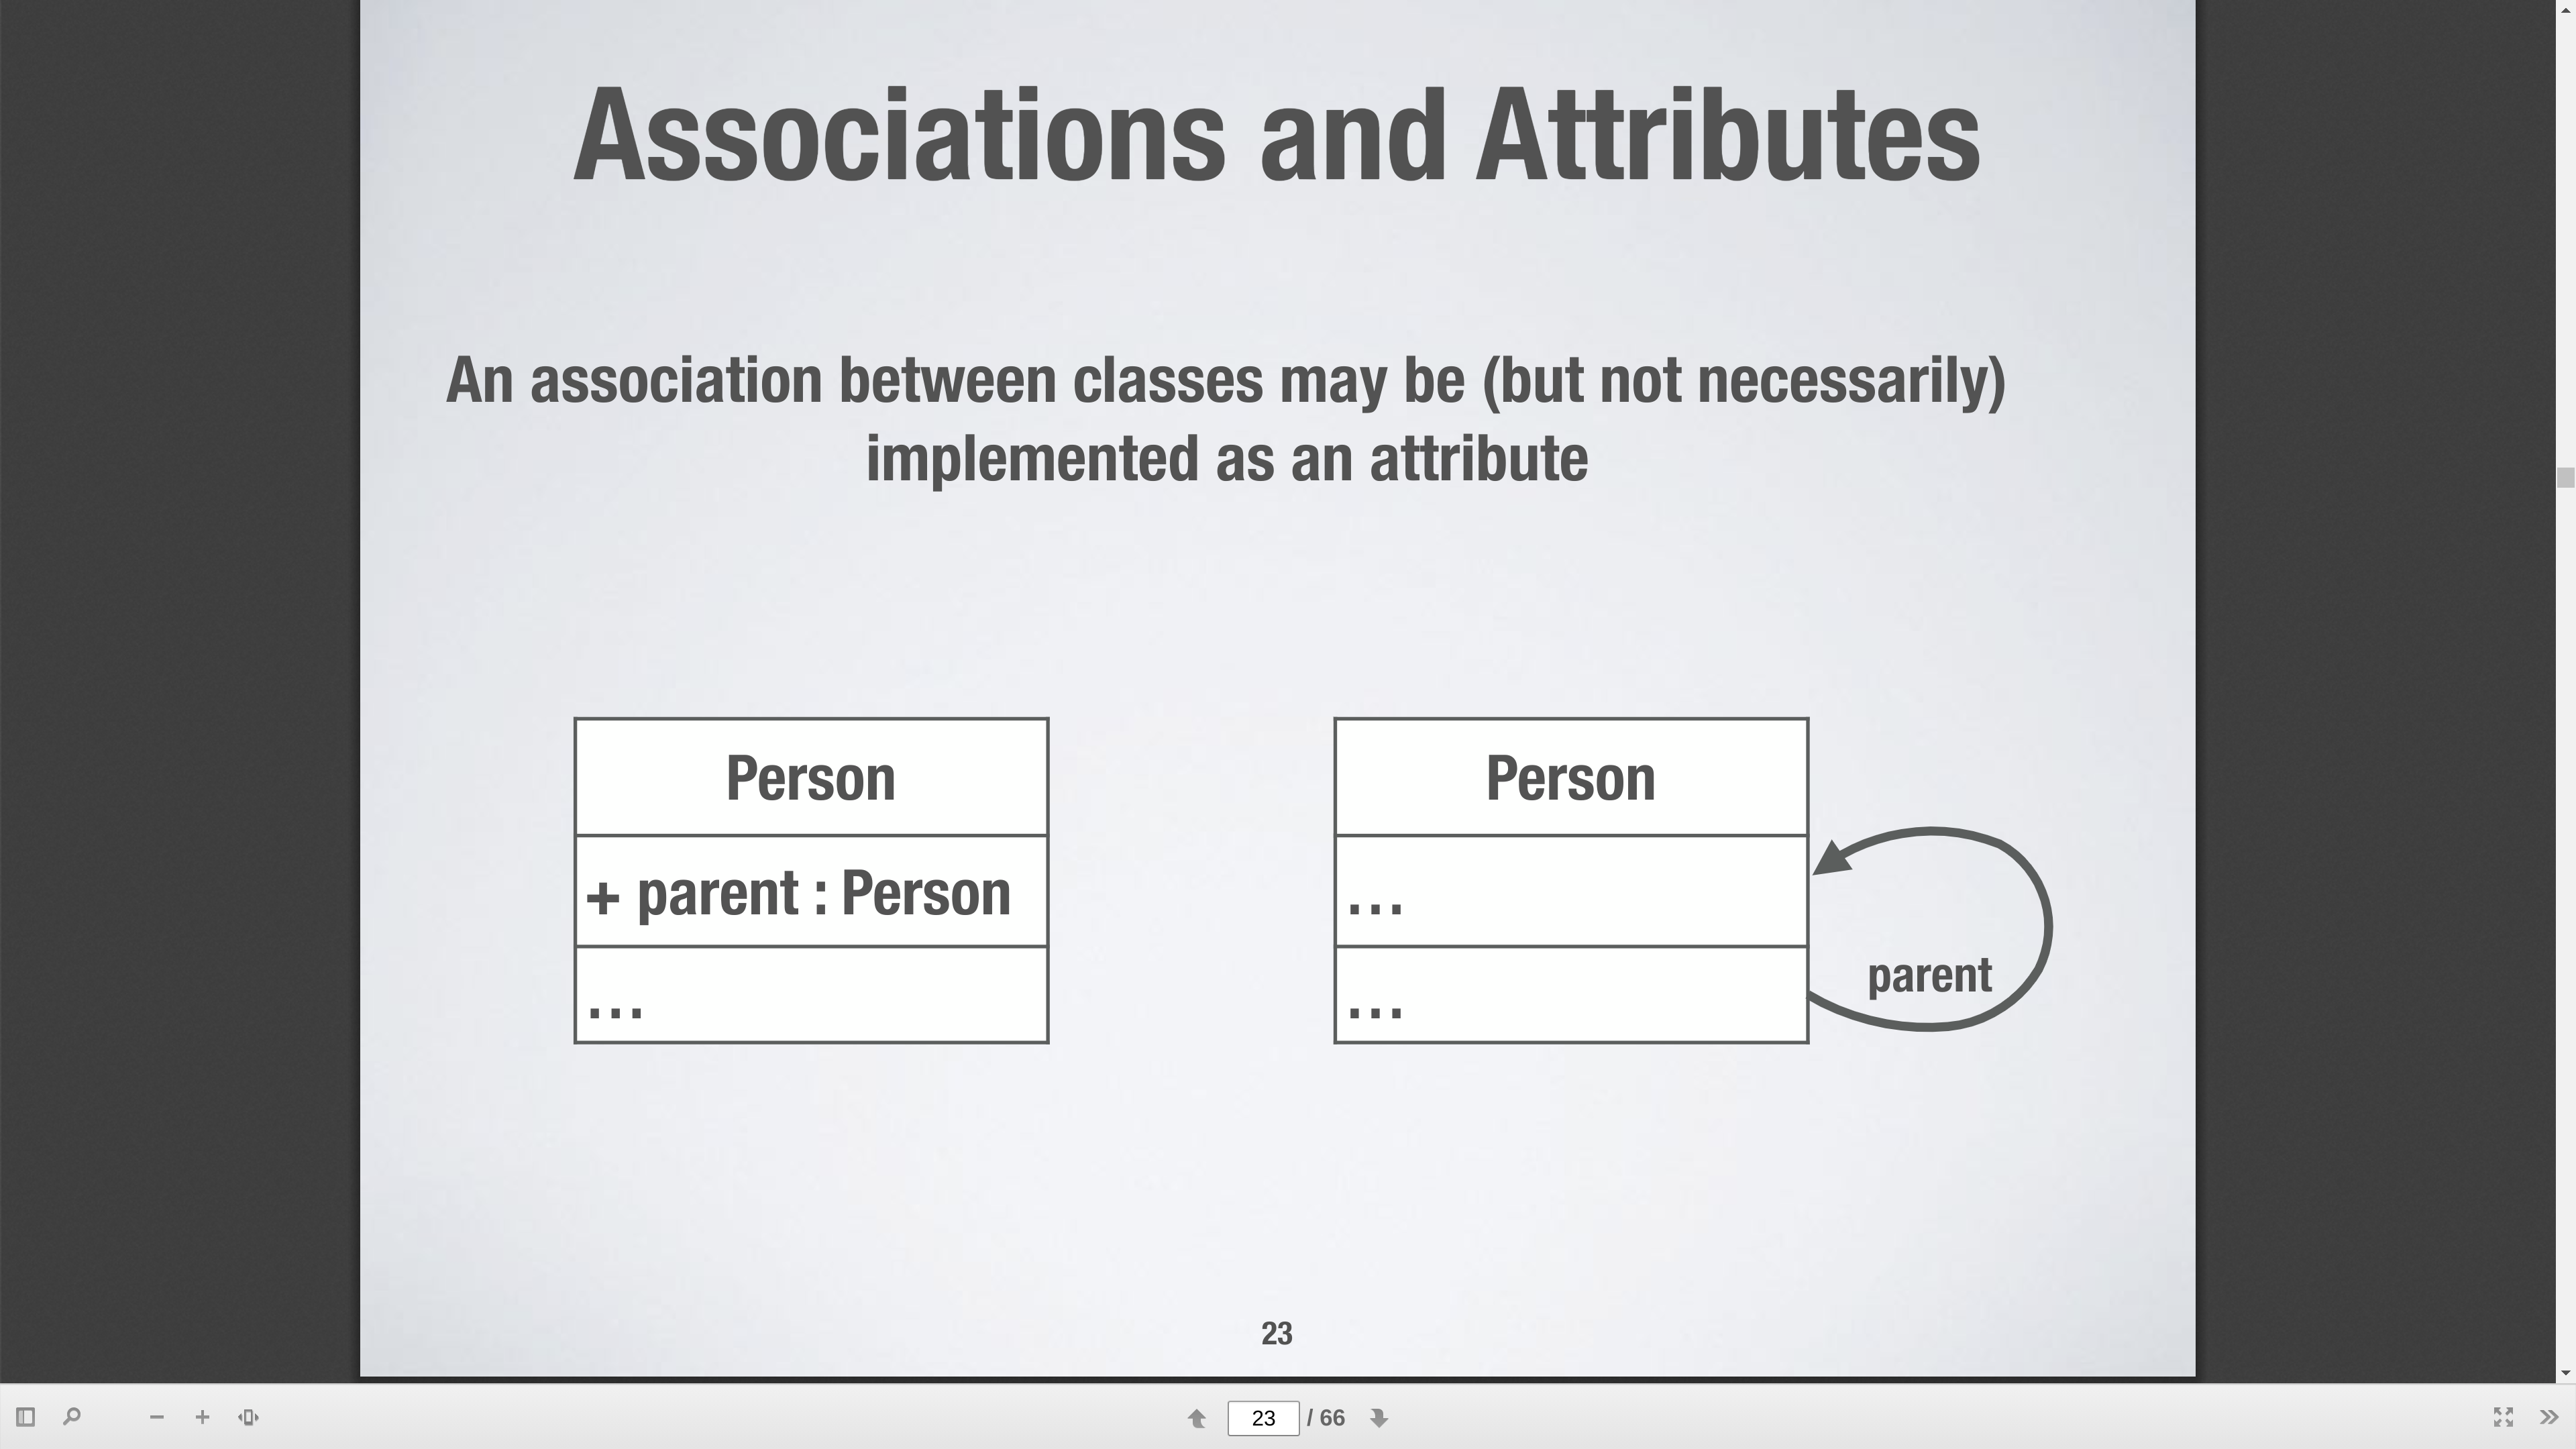 Associations and Attributes
An association between classes may be (but not necessarily)
implemented as an attribute
Person
+ parent : Person
...
Person
...
...
parent
23
23 / 66